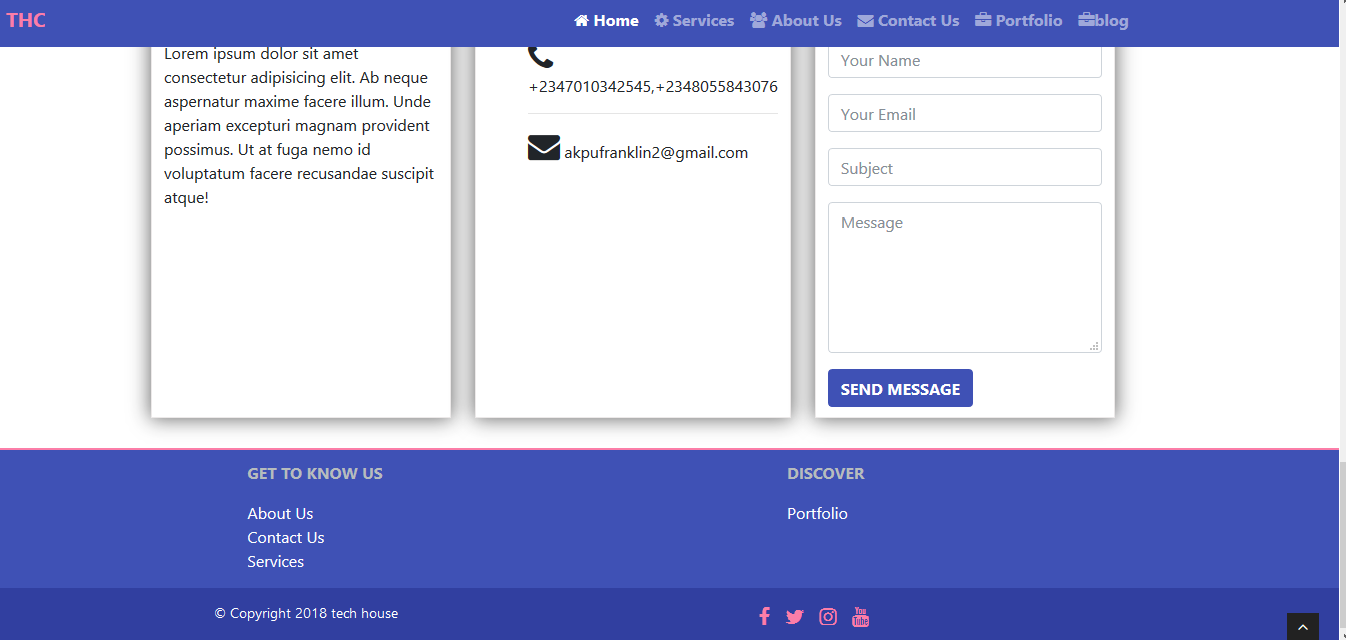 THC
Home Services About Us Contact Us Portfolio blog
Lorem ipsum dolor sit amet
consectetur adipisicing elit. Ab neque
aspernatur maxime facere illum. Unde
aperiam excepturi magnam provident
possimus. Ut at fuga nemo id
voluptatum facere recusandae suscipit
atque!
+2347010342545,+2348055843076
akpufranklin2@gmail.com
Your Name
Your Email
Subject
Message
SEND MESSAGE
GET TO KNOW US
About Us
Contact Us
Services
DISCOVER
Portfolio
© Copyright 2018 tech house
You
Tube